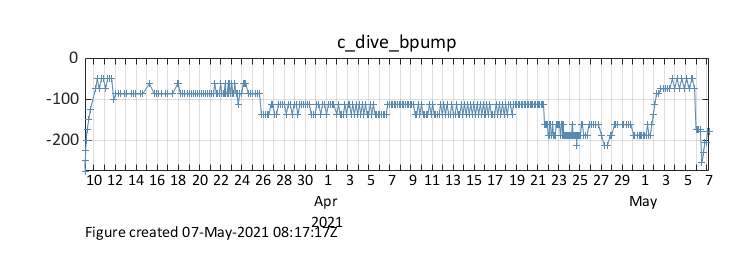 c_dive_bpump
0
-100
-200
10 12 14 16 18 20 22 24 26 28 30 1 3 5 7 9 11 13 15 17 19 21 23 25 27 29 1 3 5 7
Apr May
2021
Figure created 07-May-2021 08:17:17Z